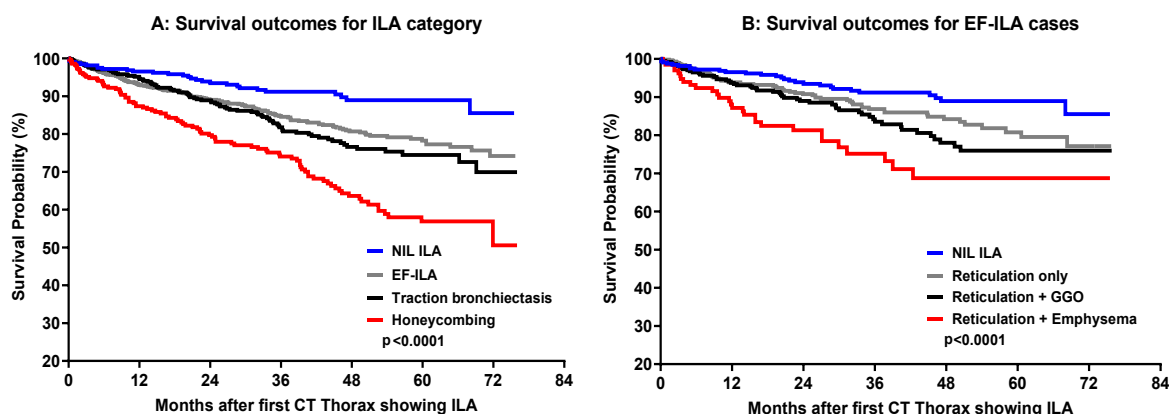 A: Survival outcomes for ILA category
Survival Probability (%)
100
90
80
70
60
50
40
30
20
NIL ILA
EF-ILA
Traction bronchiectasis
Honeycombing
p<0.0001
0 12 24 36 48 60 72 84
Months after first CT Thorax showing ILA
B: Survival outcomes for EF-ILA cases
Survival Probability (%)
100
90
80
70
60
50
40
30
20
NIL ILA
Reticulation only
Reticulation + GGO
Reticulation + Emphysema
p<0.0001
0 12 24 36 48 60 72 84
Months after first CT Thorax showing ILA